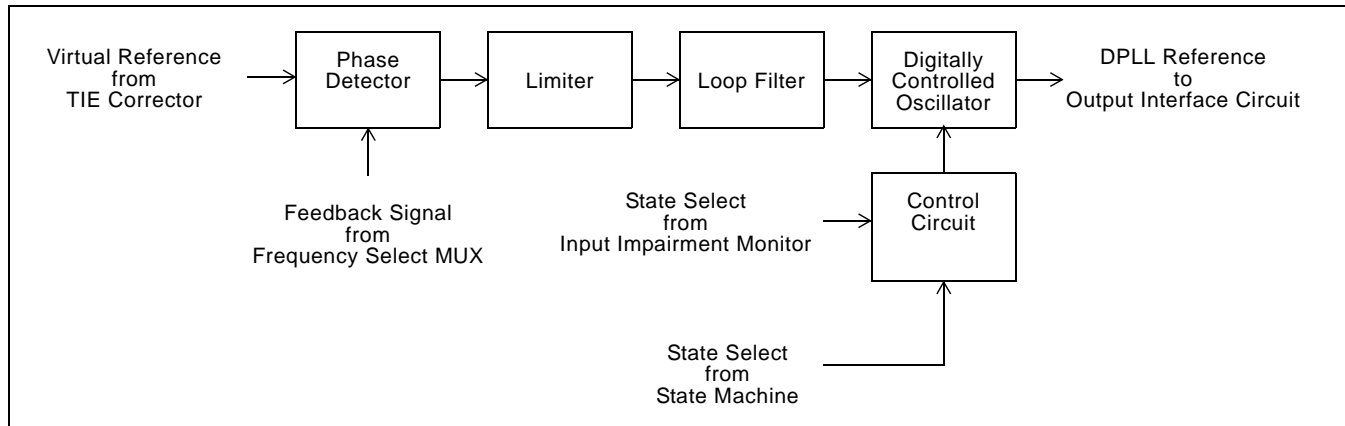 Virtual Reference
from
TIE Corrector
Phase
Detector
Limiter
Loop Filter
Digitally
Controlled
Oscillator
DPLL Reference
to
Output Interface Circuit
Feedback Signal
from
Frequency Select MUX
State Select
from
Input Impairment Monitor
Control
Circuit
State Select
from
State Machine